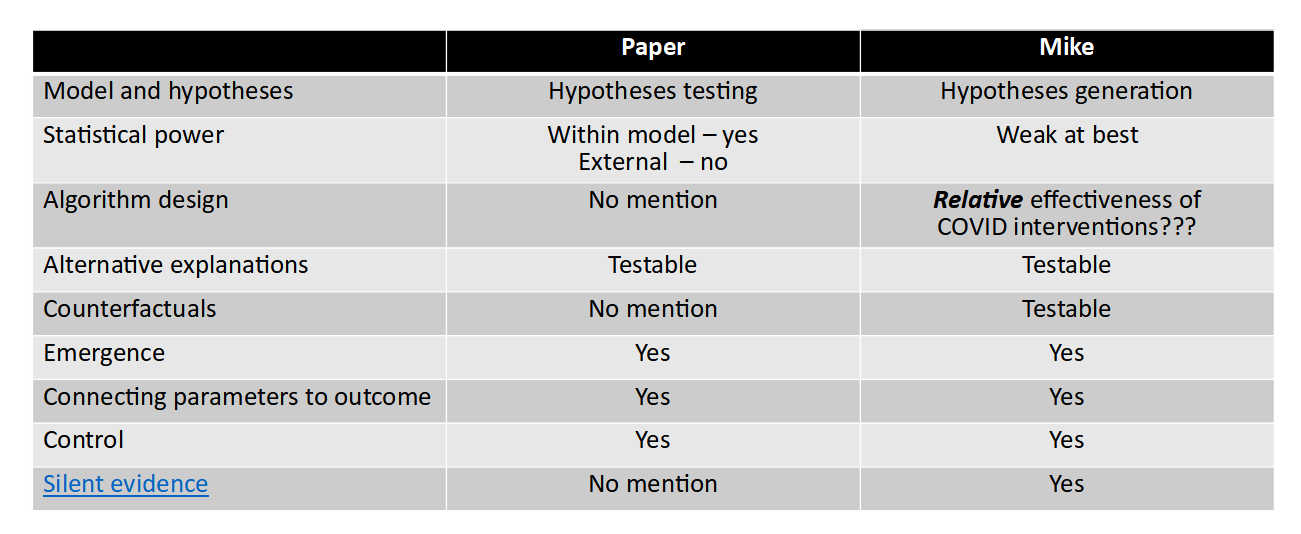 Paper Mike
Model and hypotheses Hypotheses testing Hypotheses generation
Statistical power Within model – yes Weak at best
External – no
Algorithm design No mention Relative effectiveness of
COVID interventions???
Alternative explanations Testable Testable
Counterfactuals No mention Testable
Emergence Yes Yes
Connecting parameters to outcome Yes Yes
Control Yes Yes
Silent evidence No mention Yes